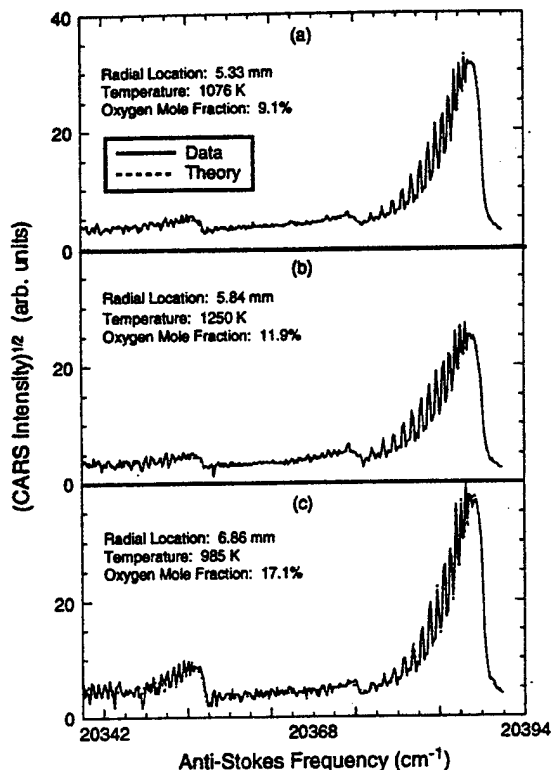 (CARS Intensity)1/2 (arb. units)
40
20
0
(a)
Radial Location: 5.33 mm
Temperature: 1076 K
Oxygen Mole Fraction: 9.1%
Data
Theory
20
0
(b)
Radial Location: 5.84 mm
Temperature: 1250 K
Oxygen Mole Fraction: 11.9%
20
0
(c)
Radial Location: 6.86 mm
Temperature: 985 K
Oxygen Mole Fraction: 17.1%
20342 20368 20394
Anti-Stokes Frequency (cm-1)